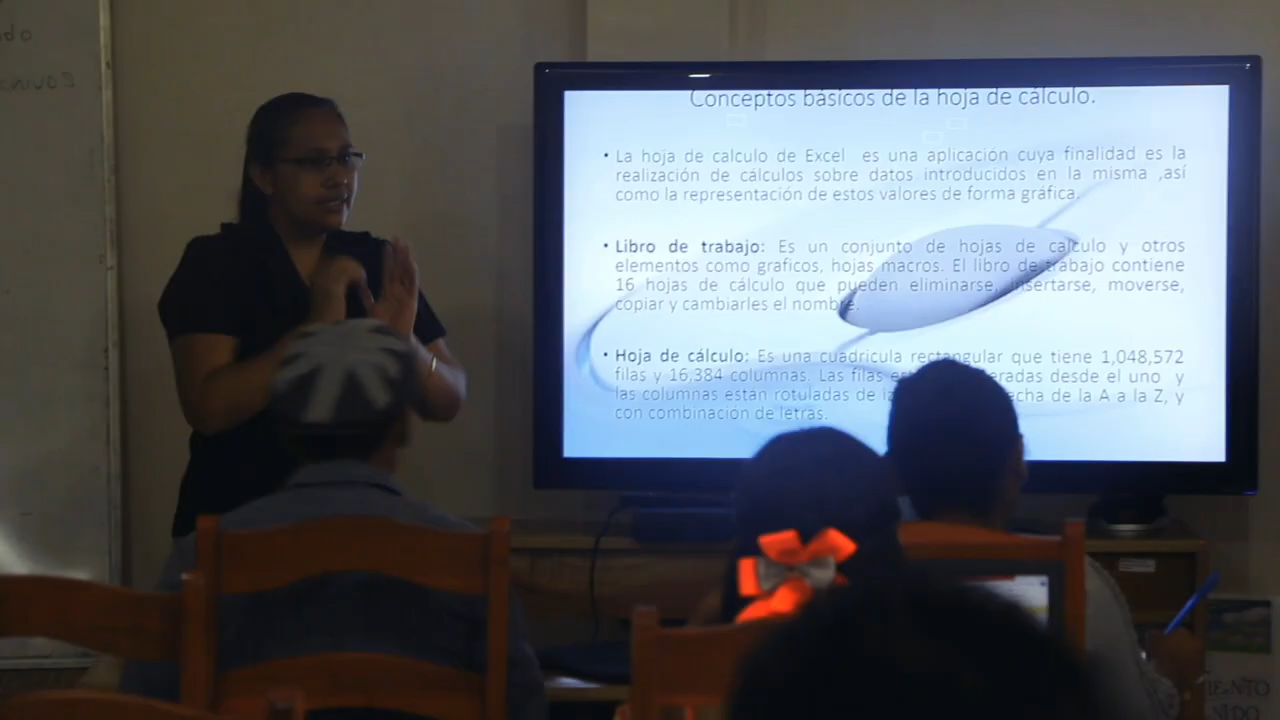 Conceptos básicos de la hoja de cálculo.
• La hoja de calculo de Excel es una aplicación cuya finalidad es la
realización de cálculos sobre datos introducidos en la misma ,así
como la representación de estos valores de forma gráfica.
• Libro de trabajo: Es un conjunto de hojas de calculo y otros
elementos como graficos, hojas macros. El libro de trabajo contiene
16 hojas de cálculo que pueden eliminarse, insertarse, moverse,
copiar y cambiarles el nombre.
• Hoja de cálculo: Es una cuadricula rectangular que tiene 1,048,572
filas y 16,384 columnas. Las filas
desde el uno y
las columnas están rotuladas de
de la A a la Z, y
con combinación de letras.